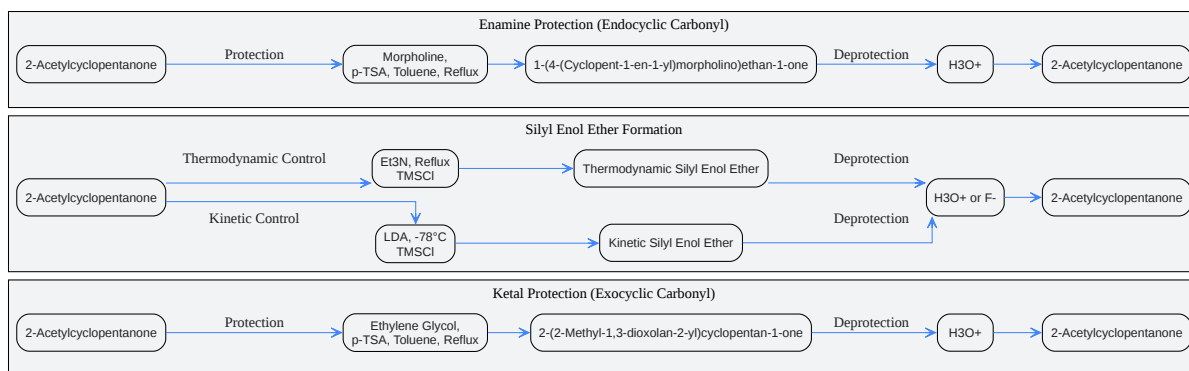 Enamine Protection (Endocyclic Carbonyl)
2-Acetylcyclopentanone
Protection
Morpholine,
p-TSA, Toluene, Reflux
1-(4-(Cyclopent-1-en-1-yl)morpholino)ethan-1-one
Deprotection
H3O+
2-Acetylcyclopentanone
Silyl Enol Ether Formation
2-Acetylcyclopentanone
Thermodynamic Control
Et3N, Reflux
TMSCl
Thermodynamic Silyl Enol Ether
Deprotection
Kinetic Control
LDA, -78°C
TMSCl
Kinetic Silyl Enol Ether
Deprotection
H3O+ or F-
2-Acetylcyclopentanone
Ketal Protection (Exocyclic Carbonyl)
2-Acetylcyclopentanone
Protection
Ethylene Glycol,
p-TSA, Toluene, Reflux
2-(2-Methyl-1,3-dioxolan-2-yl)cyclopentan-1-one
Deprotection
H3O+
2-Acetylcyclopentanone